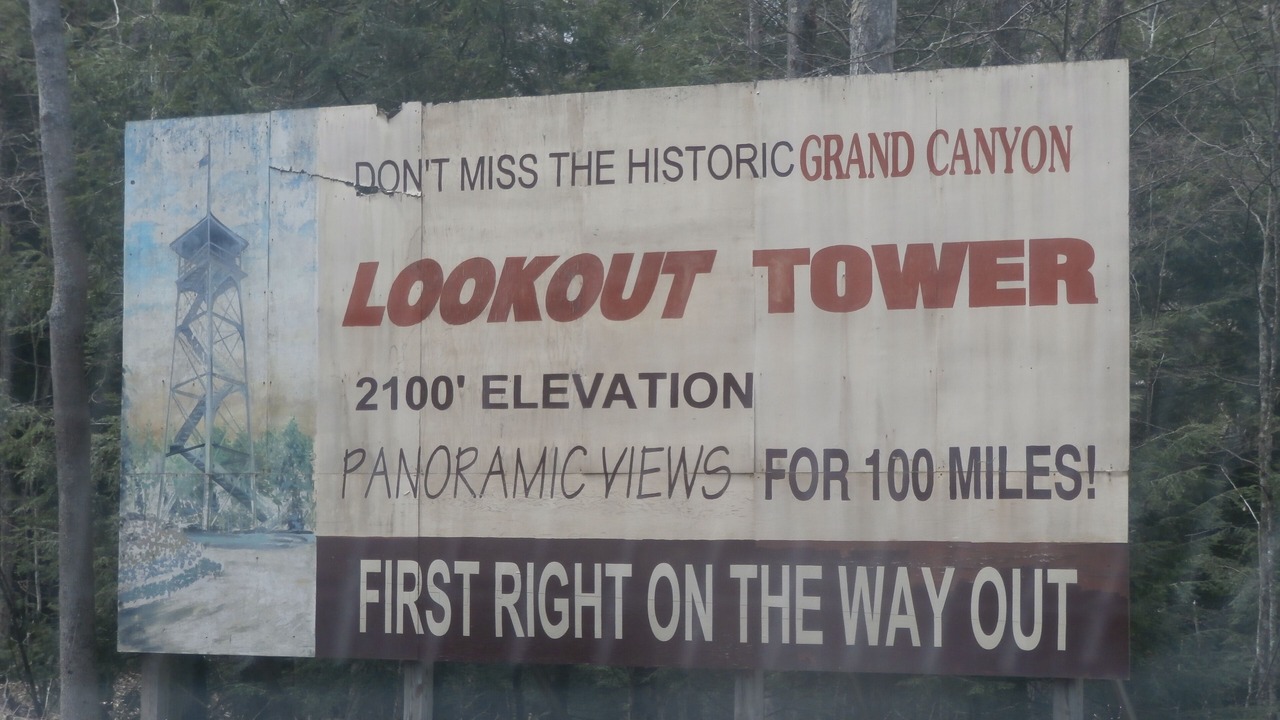 DON'T MISS THE HISTORIC GRAND CANYON
LOOKOUT TOWER
2100' ELEVATION
PANORAMIC VIEWS FOR 100 MILES!
FIRST RIGHT ON THE WAY OUT